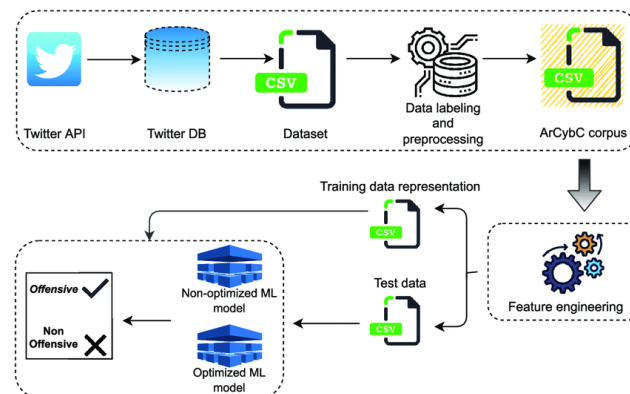 CSV
CSV
Twitter API
Twitter DB
Dataset
Data labeling
and
preprocessing
ArCybC corpus
Training data representation
CSV
Feature engineering
Test data
CSV
Non-optimized ML
model
Optimized ML
model
Offensive
Non
Offensive